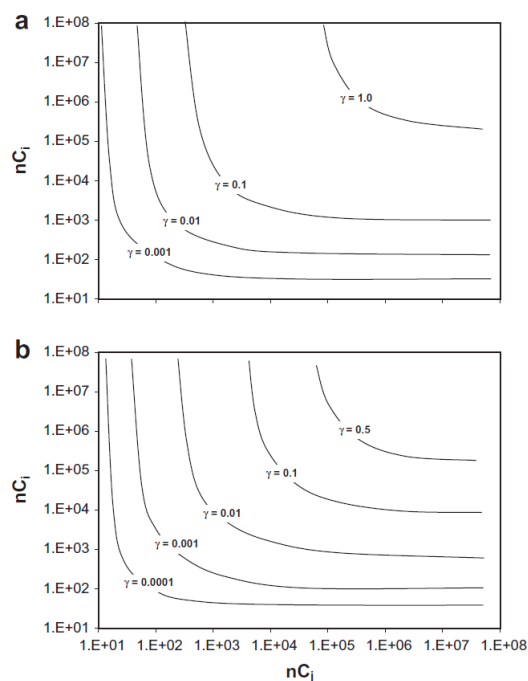 a
1.E+08
1.E+07
1.E+06
1.E+05
1.E+04
1.E+03
1.E+02
1.E+01
nCi
γ = 1.0
γ = 0.1
γ = 0.01
γ = 0.001
b
1.E+08
1.E+07
1.E+06
1.E+05
1.E+04
1.E+03
1.E+02
1.E+01
nCi
γ = 0.5
γ = 0.1
γ = 0.01
γ = 0.001
γ = 0.0001
1.E+01 1.E+02 1.E+03 1.E+04 1.E+05 1.E+06 1.E+07 1.E+08
nCj